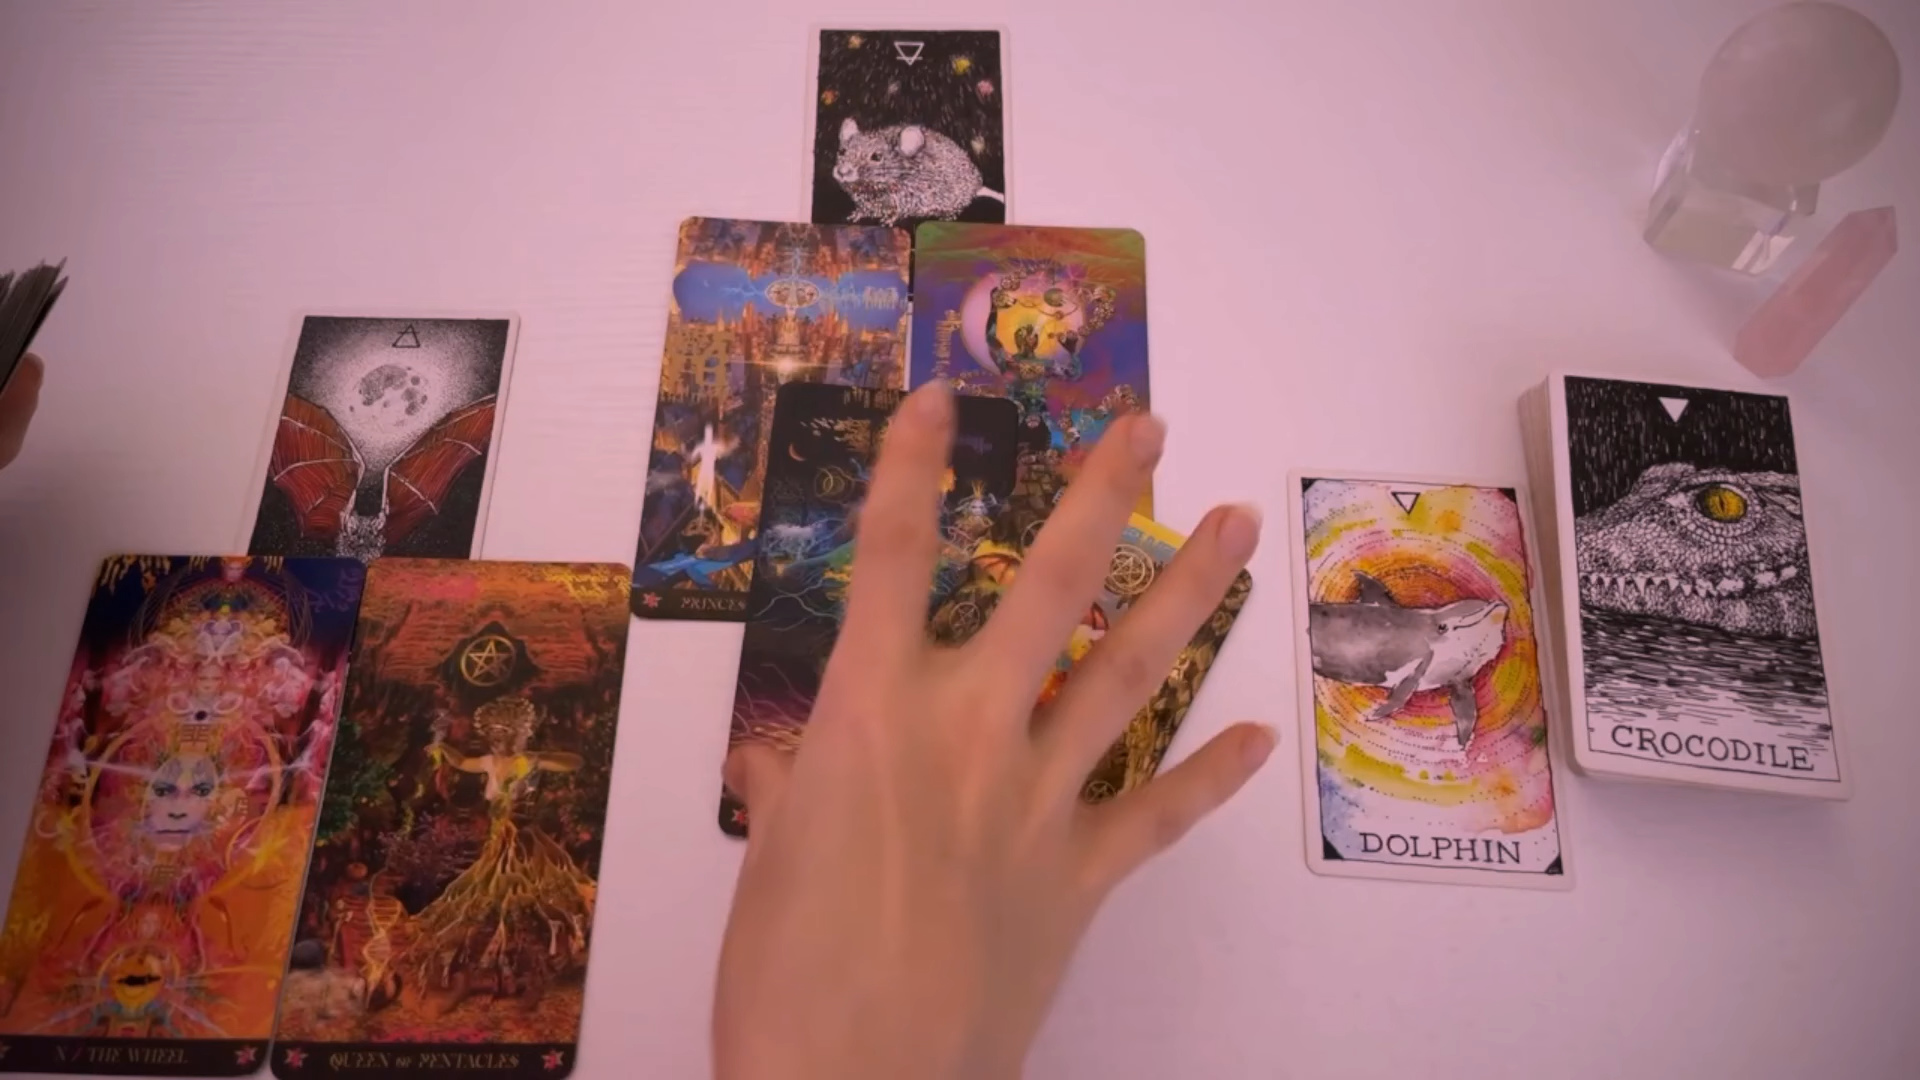 PRINCES
DOLPHIN
CROCODILE
X / THE WHEEL
QUEEN OF PENTACLES